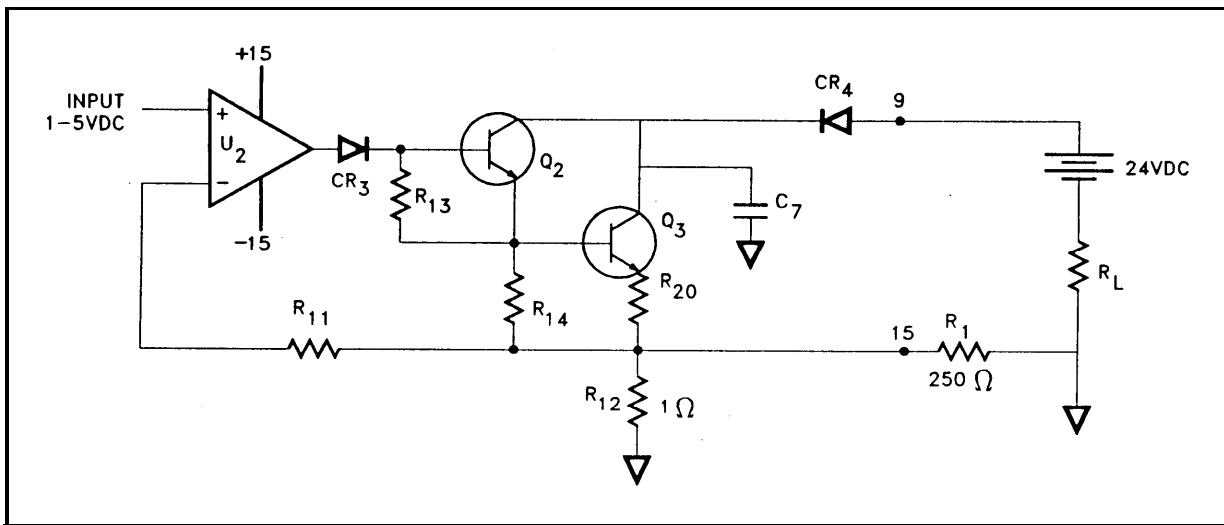 +15
INPUT
1-5VDC
+
U2
-
-15
CR3
R13
Q2
CR4
9
24VDC
C7
Q3
R20
RL
R14
R11
15
R1
250 Ω
R12
1Ω